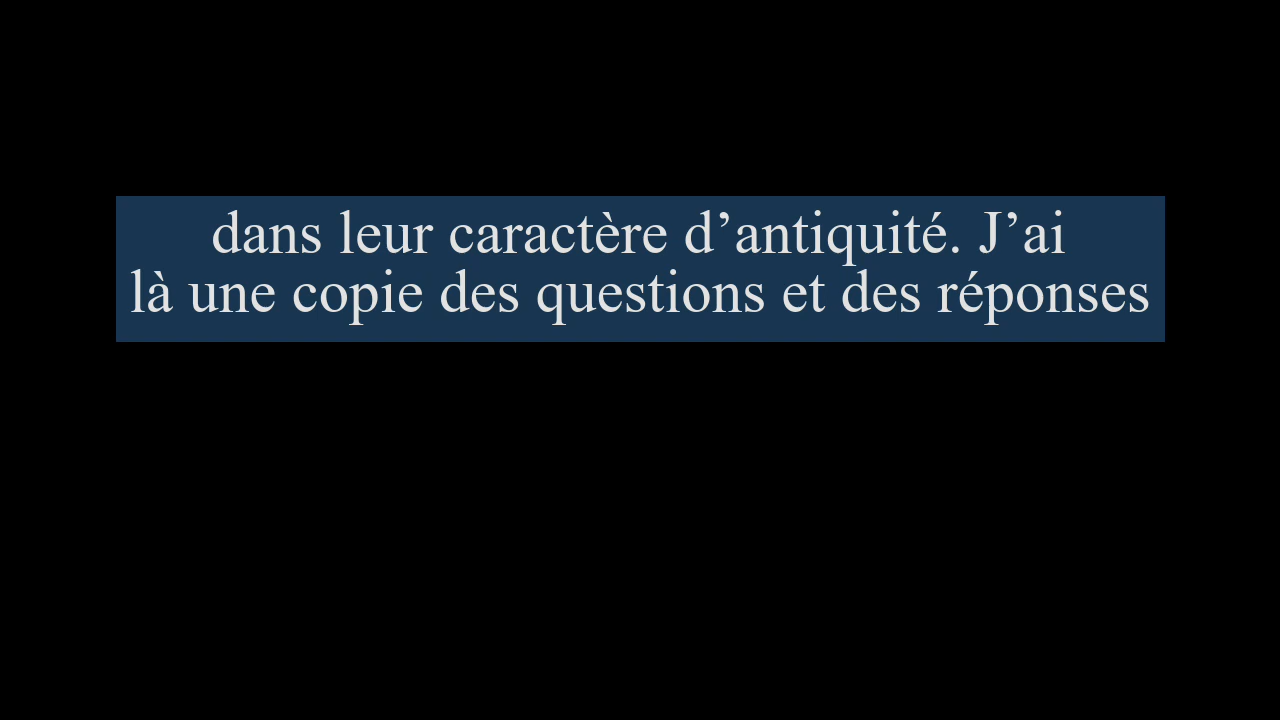 dans leur caractère d’antiquité. J’ai
là une copie des questions et des réponses